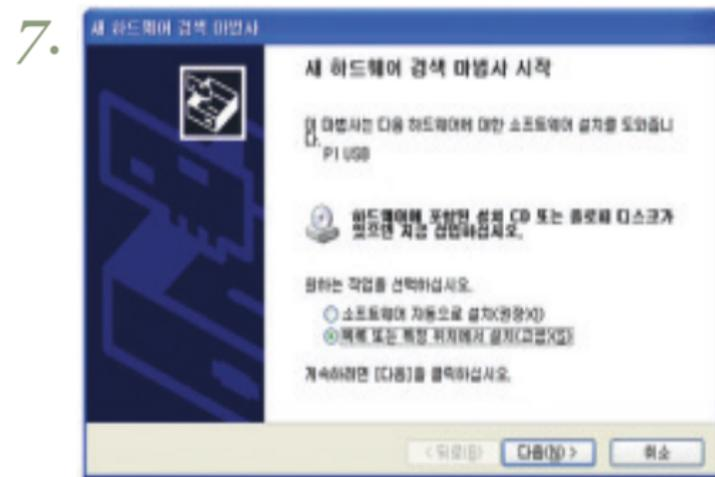 7.
새 하드웨어 검색 마법사
새 하드웨어 검색 마법사 시작
이 마법사는 다음 하드웨어에 대한 소프트웨어 설치를 도와줍니
다.
PI USB
하드웨어에 포함된 설치 CD 또는 플로피 디스크가
있으면 지금 삽입하십시오.
원하는 작업을 선택하십시오.
소프트웨어 자동으로 설치(권장)(I)
목록 또는 특정 위치에서 설치(고급)(S)
계속하려면 [다음]을 클릭하십시오.
< 뒤로(B) 다음(N) > 취소